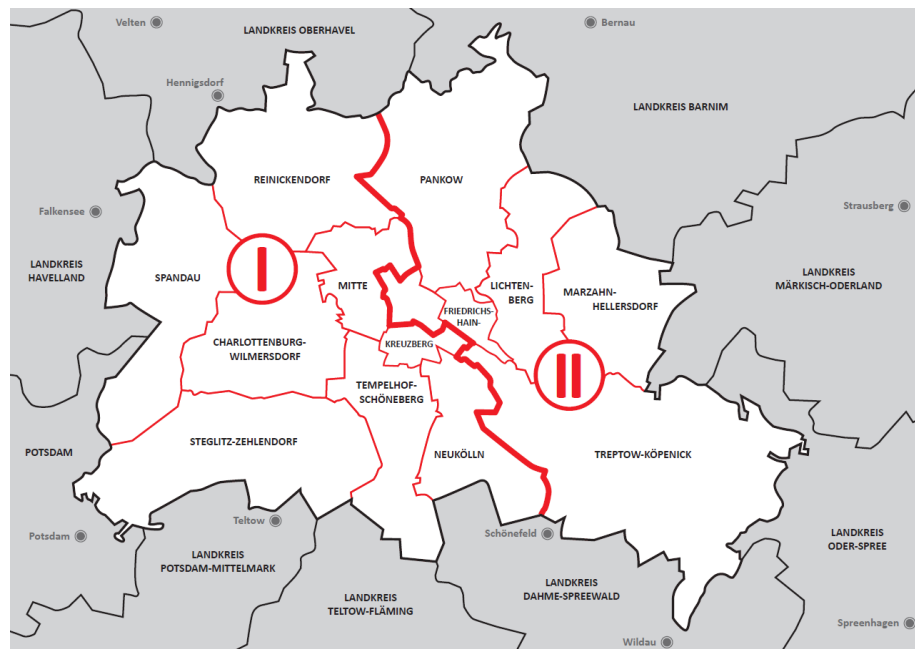 Velten
Bernau
LANDKREIS OBERHAVEL
Hennigsdorf
LANDKREIS BARNIM
REINICKENDORF
PANKOW
Falkensee
Strausberg
LANDKREIS
HAVELLAND
SPANDAU
I
MITTE
LICHTEN-
BERG
MARZAHN-
HELLERSDORF
LANDKREIS
MÄRKISCH-ODERLAND
FRIEDRICHS-
HAIN-
KREUZBERG
CHARLOTTENBURG-
WILMERSDORF
II
TEMPELHOF-
SCHÖNEBERG
STEGLITZ-ZEHLENDORF
NEUKÖLLN
TREPTOW-KÖPENICK
POTSDAM
Teltow
Potsdam
Schönefeld
LANDKREIS
ODER-SPREE
LANDKREIS
POTSDAM-MITTELMARK
LANDKREIS
TELTOW-FLÄMING
LANDKREIS
DAHME-SPREEWALD
Spreenhagen
Wildau